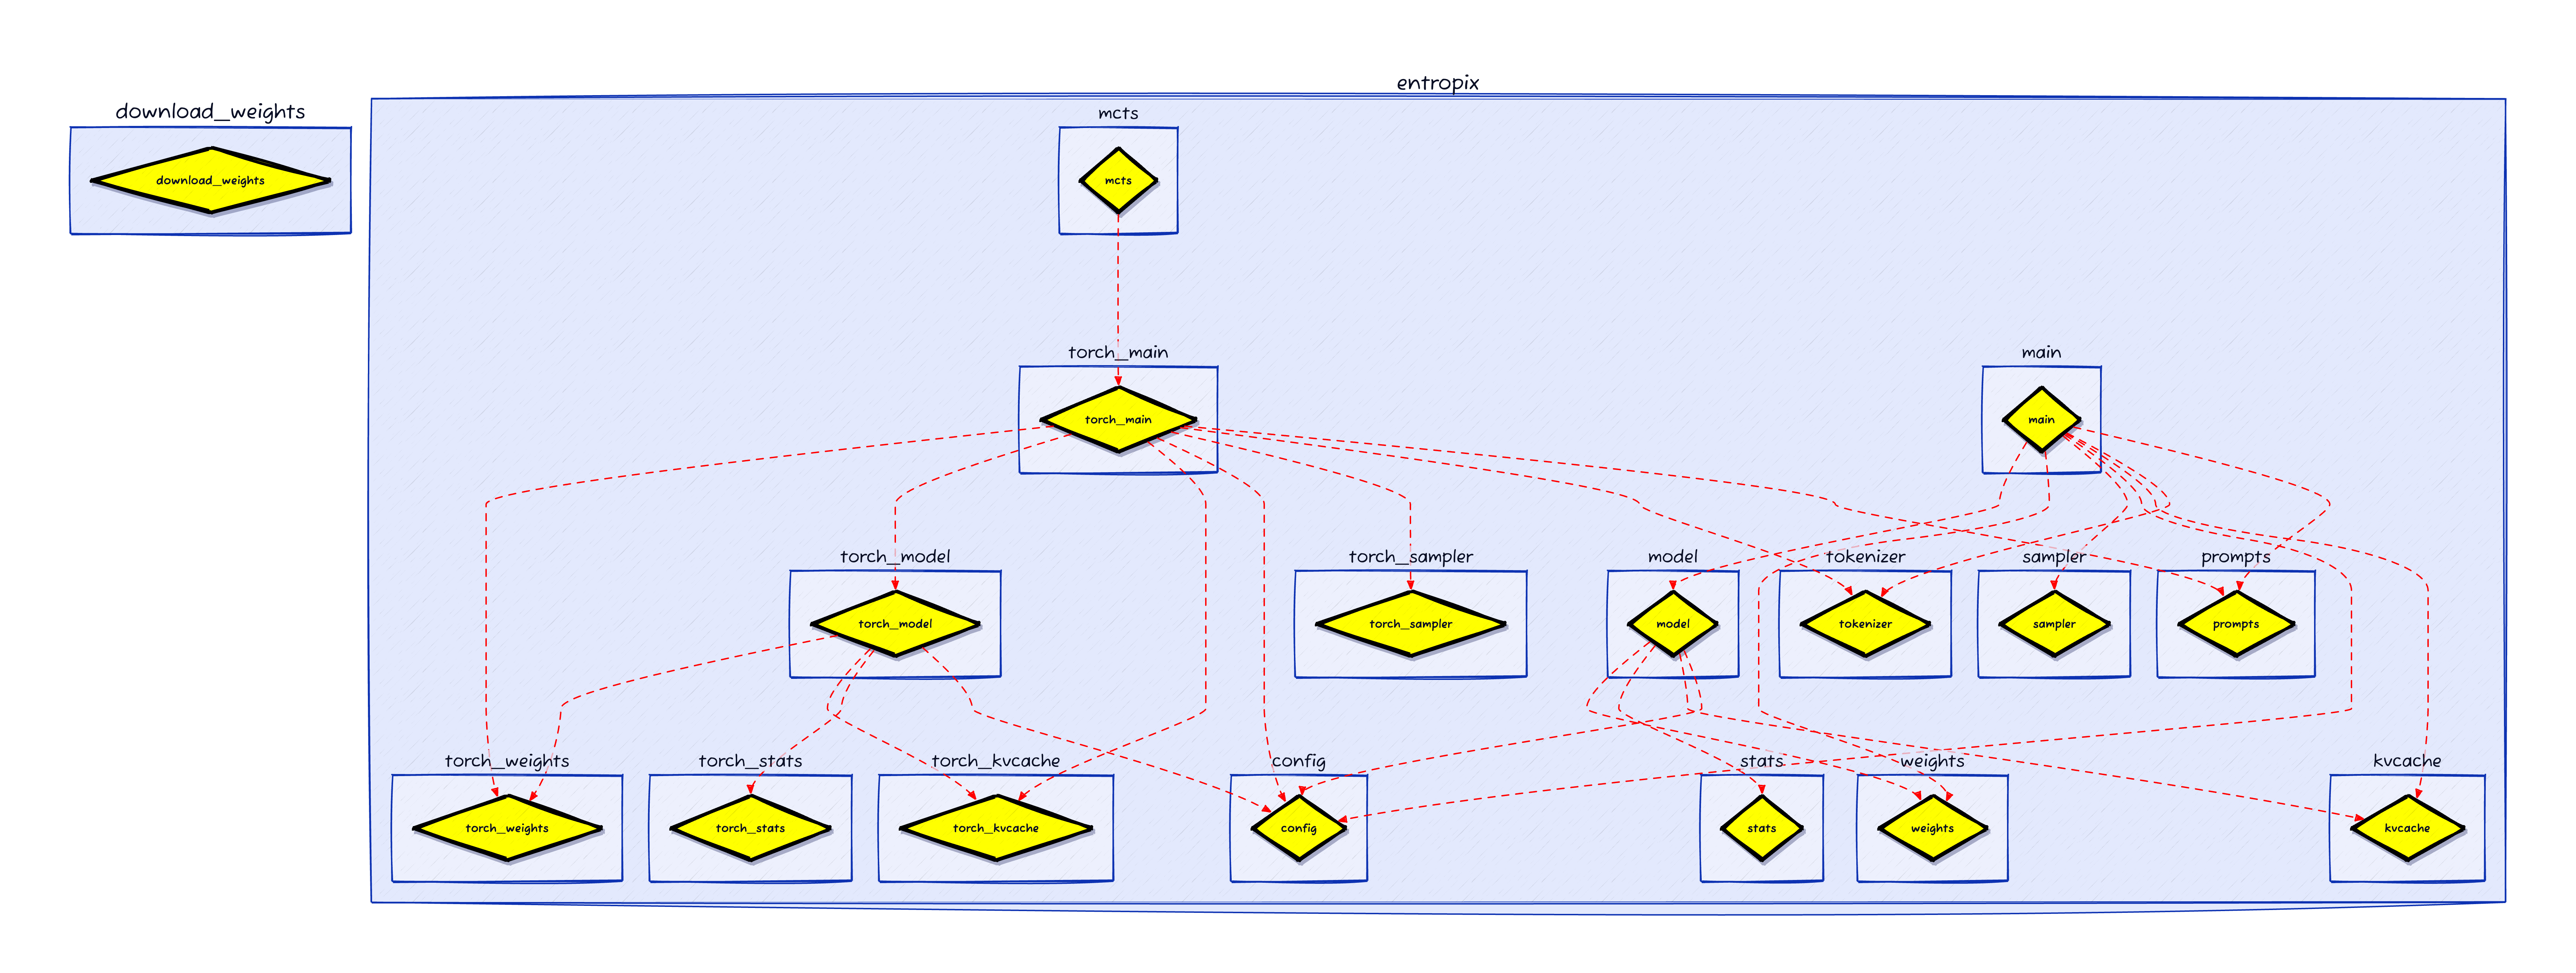 entropix
download_weights
download_weights
mcts
mcts
torch_main
torch_main
main
main
torch_model
torch_model
torch_sampler
torch_sampler
model
model
tokenizer
tokenizer
sampler
sampler
prompts
prompts
torch_weights
torch_weights
torch_stats
torch_stats
torch_kvcache
torch_kvcache
config
config
stats
stats
weights
weights
kvcache
kvcache